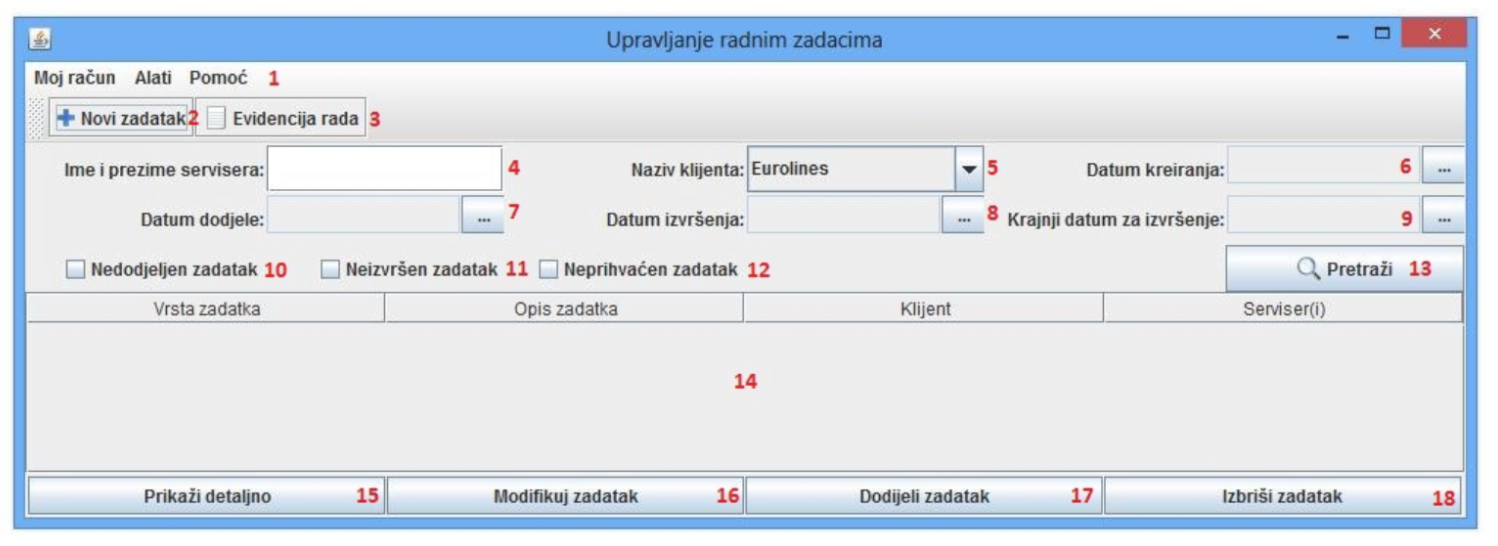 Upravljanje radnim zadacima
Moj račun Alati Pomoć 1
Novi zadatak 2 Evidencija rada 3
Ime i prezime servisera: 4 Naziv klijenta: Eurolines 5 Datum kreiranja: 6 ...
Datum dodjele: ... 7 Datum izvršenja: ... 8 Krajnji datum za izvršenje: 9 ...
Nedodjeljen zadatak 10 Neizvršen zadatak 11 Neprihvaćen zadatak 12 Pretraži 13
Vrsta zadatka Opis zadatka Klijent Serviser(i)
14
Prikaži detaljno 15 Modifikuj zadatak 16 Dodijeli zadatak 17 Izbriši zadatak 18